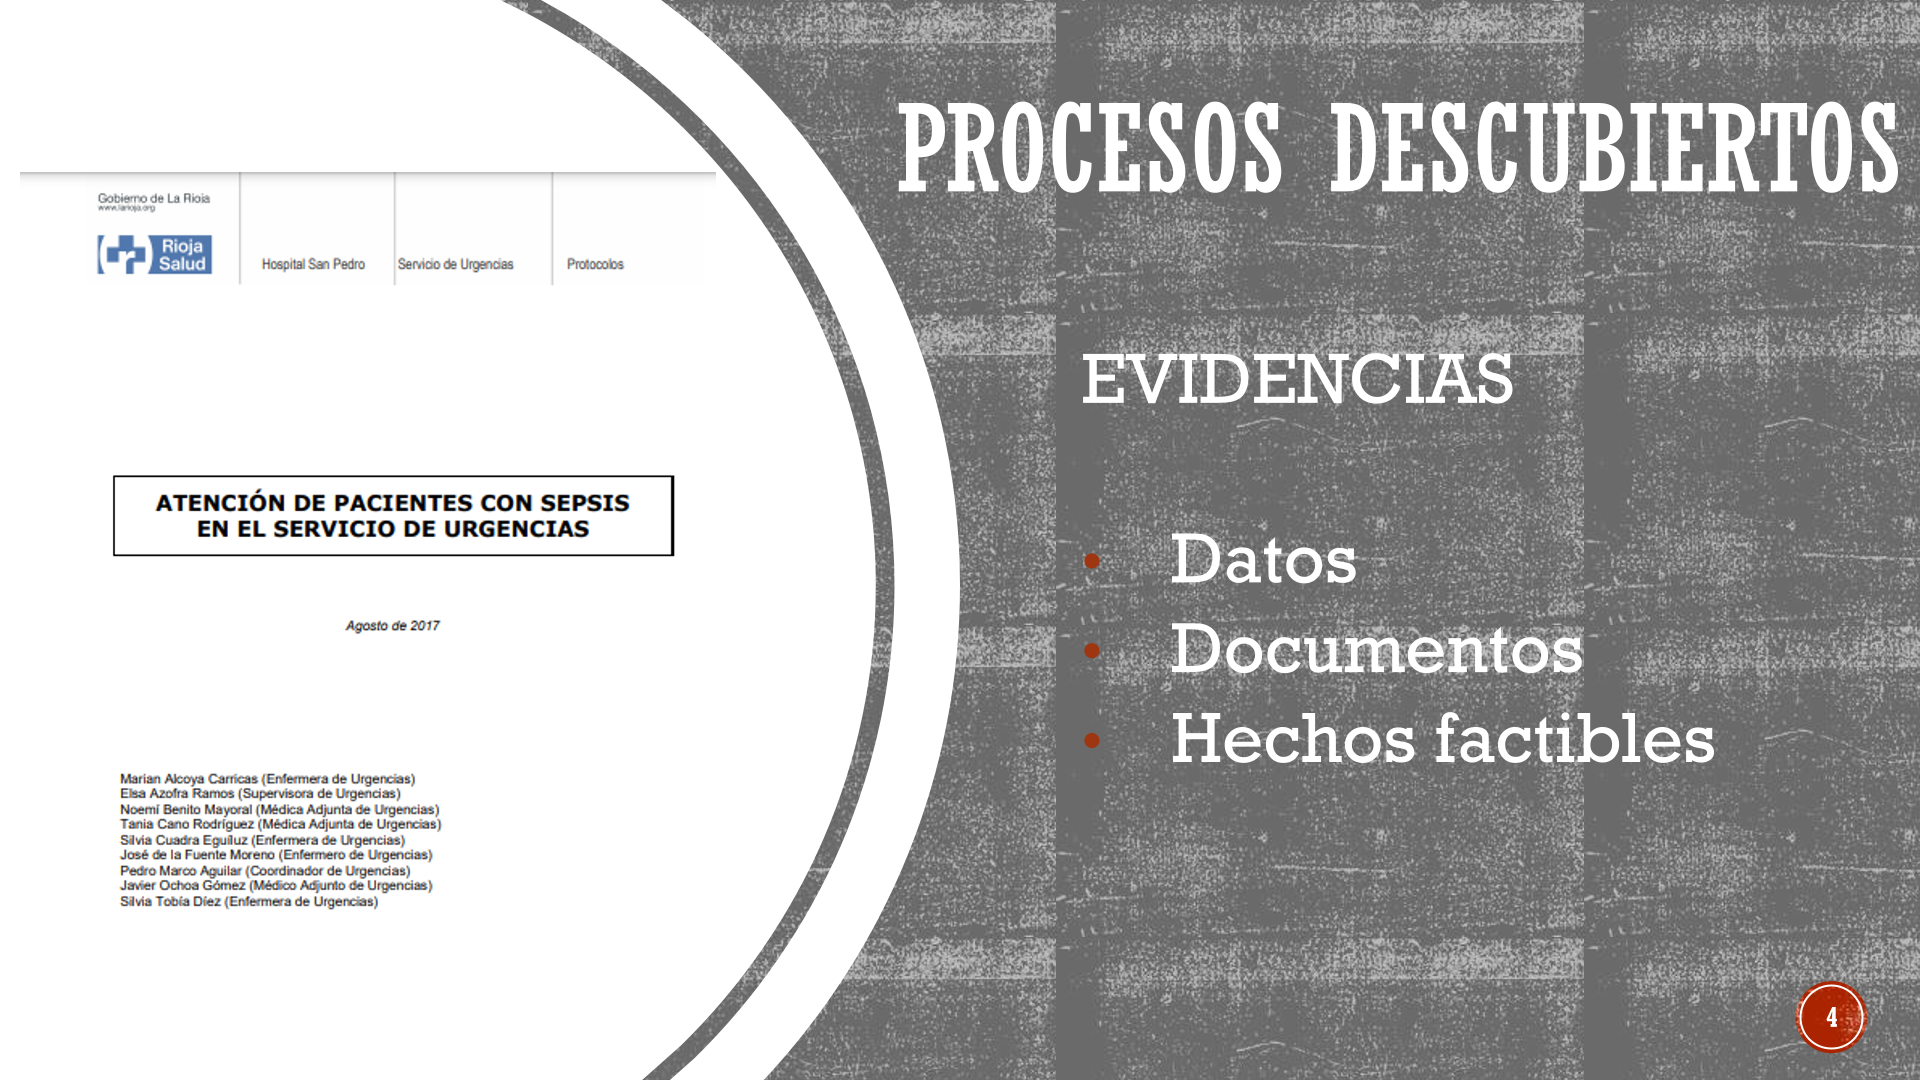 Gobierno de La Rioja
www.larioja.org
Rioja
Salud
Hospital San Pedro
Servicio de Urgencias
Protocolos
ATENCIÓN DE PACIENTES CON SEPSIS
EN EL SERVICIO DE URGENCIAS
Agosto de 2017
Marian Alcoya Carricas (Enfermera de Urgencias)
Elsa Azofra Ramos (Supervisora de Urgencias)
Noemí Benito Mayoral (Médica Adjunta de Urgencias)
Tania Cano Rodríguez (Médica Adjunta de Urgencias)
Silvia Cuadra Eguíluz (Enfermera de Urgencias)
José de la Fuente Moreno (Enfermero de Urgencias)
Pedro Marco Aguilar (Coordinador de Urgencias)
Javier Ochoa Gómez (Médico Adjunto de Urgencias)
Silvia Tobía Díez (Enfermera de Urgencias)
PROCESOS DESCUBIERTOS
EVIDENCIAS
• Datos
• Documentos
• Hechos factibles
4